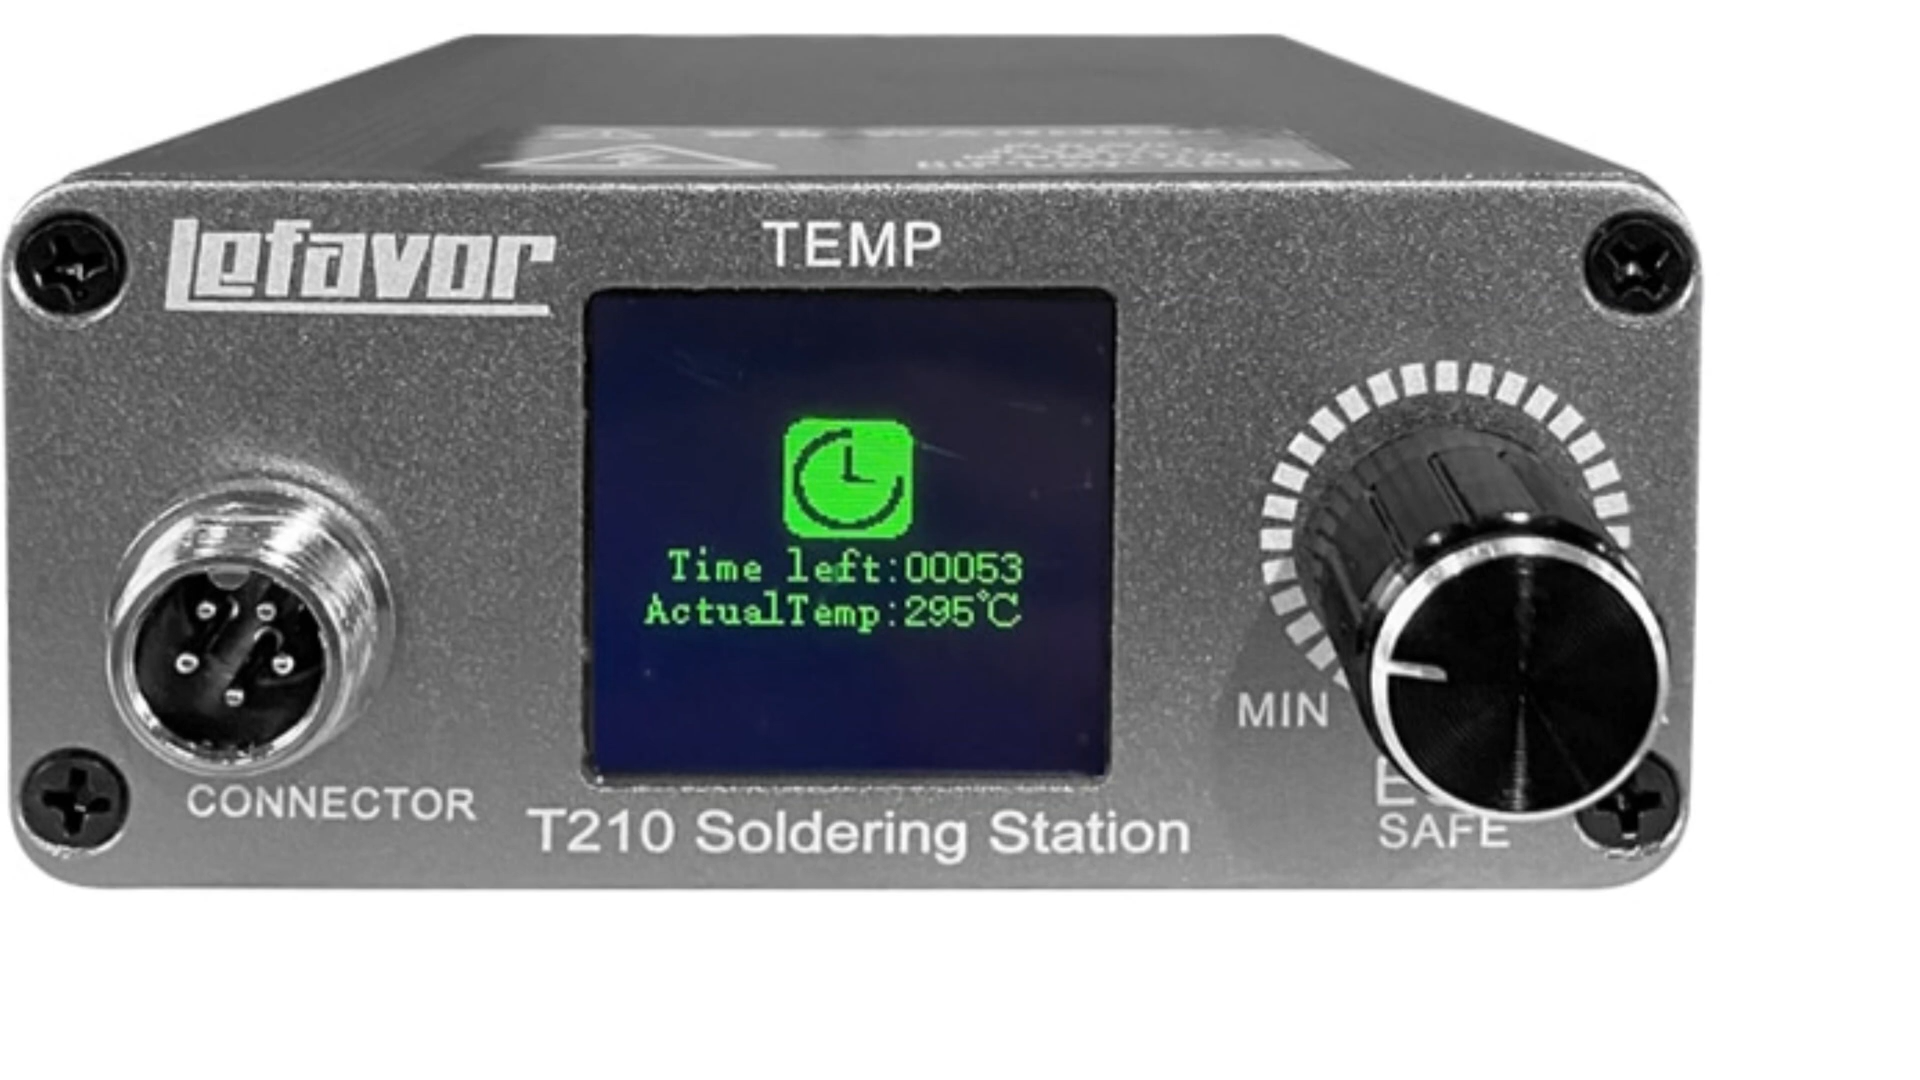 Lefavor
TEMP
Time left:00053
ActualTemp:295℃
MIN
CONNECTOR
T210 Soldering Station
SAFE